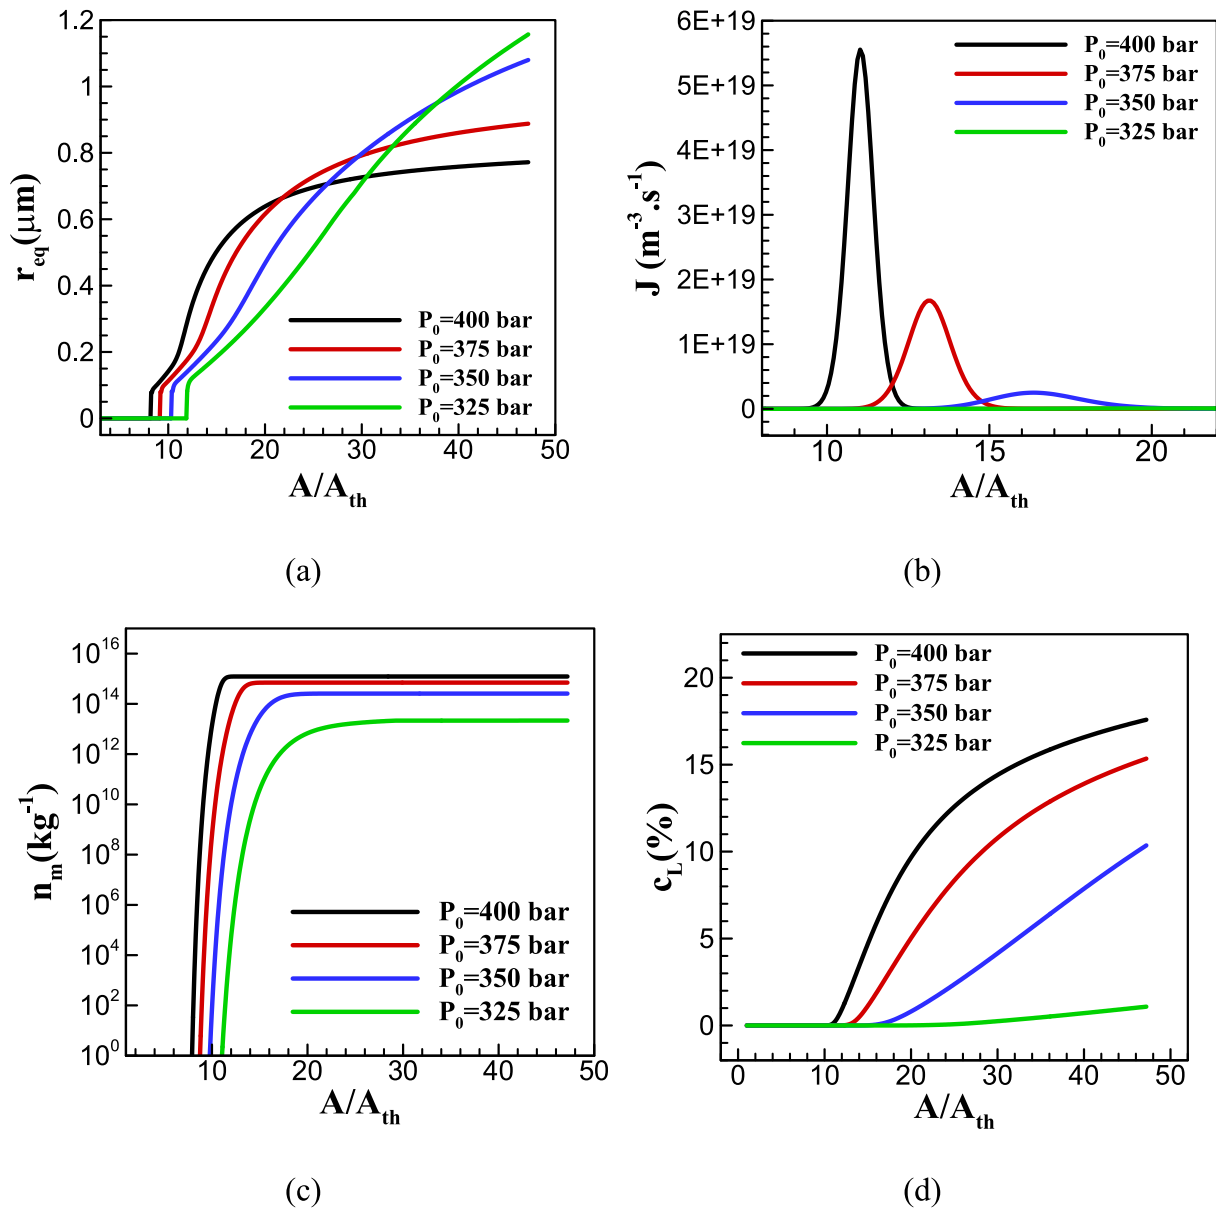 1.2
1
0.8
0.6
0.4
0.2
0
r_eq(μm)
10 20 30 40 50
A/A_th
P_0=400 bar
P_0=375 bar
P_0=350 bar
P_0=325 bar
(a)
6E+19
5E+19
4E+19
3E+19
2E+19
1E+19
0
J (m^-3.s^-1)
10 15 20
A/A_th
P_0=400 bar
P_0=375 bar
P_0=350 bar
P_0=325 bar
(b)
10^16
10^14
10^12
10^10
10^8
10^6
10^4
10^2
10^0
n_m(kg^-1)
10 20 30 40 50
A/A_th
P_0=400 bar
P_0=375 bar
P_0=350 bar
P_0=325 bar
(c)
20
15
10
5
0
c_L(%)
0 10 20 30 40 50
A/A_th
P_0=400 bar
P_0=375 bar
P_0=350 bar
P_0=325 bar
(d)